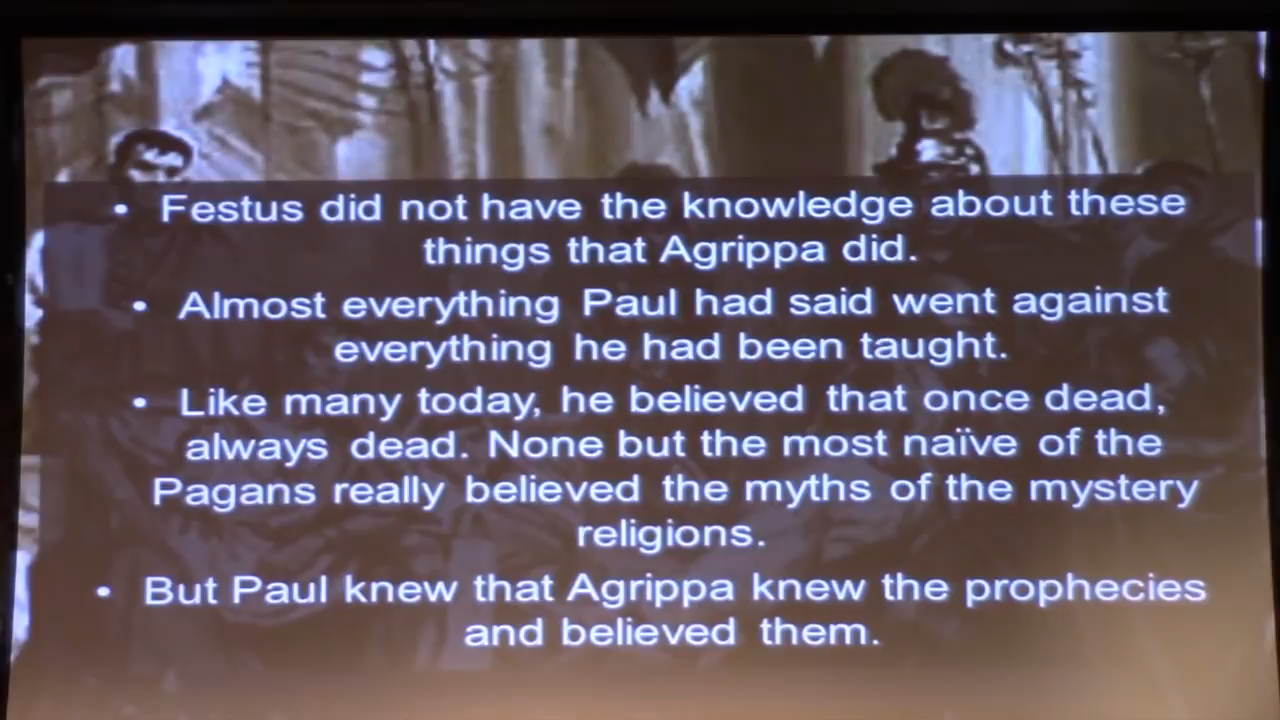 • Festus did not have the knowledge about these
things that Agrippa did.
• Almost everything Paul had said went against
everything he had been taught.
• Like many today, he believed that once dead,
always dead. None but the most naïve of the
Pagans really believed the myths of the mystery
religions.
• But Paul knew that Agrippa knew the prophecies
and believed them.